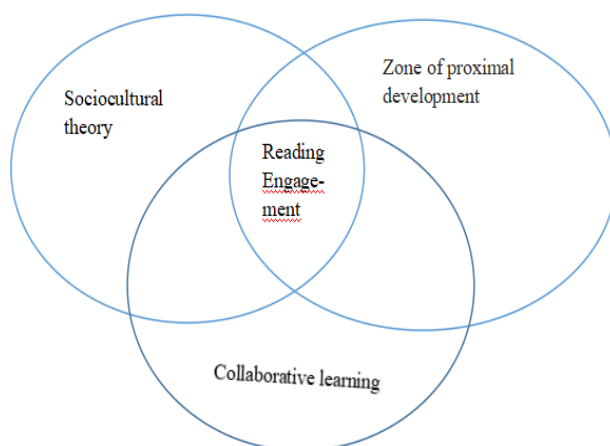 Sociocultural
theory
Zone of proximal
development
Reading
Engage-
ment
Collaborative learning